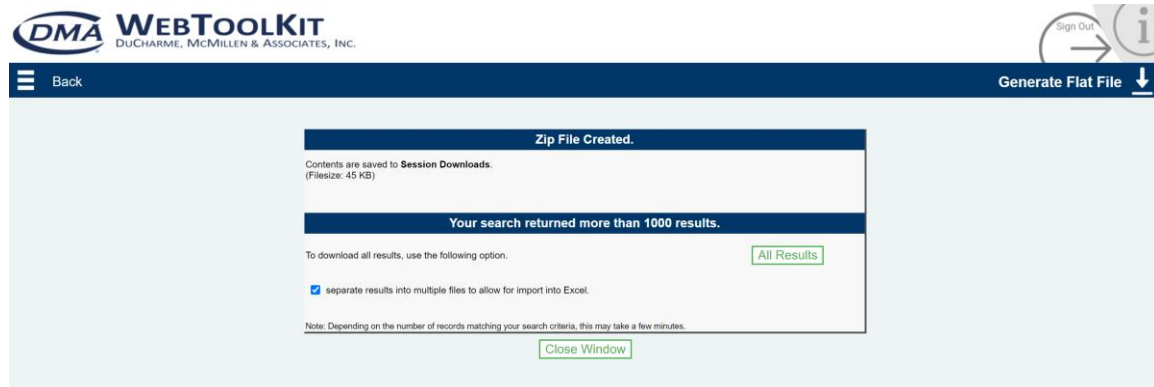 DMA WEBTOOLKIT
DUCHARME, MCMILLEN & ASSOCIATES, INC.
Sign Out
i
Back
Generate Flat File
Zip File Created.
Contents are saved to Session Downloads.
(Filesize: 45 KB)
Your search returned more than 1000 results.
To download all results, use the following option.
All Results
separate results into multiple files to allow for import into Excel.
Note: Depending on the number of records matching your search criteria, this may take a few minutes.
Close Window